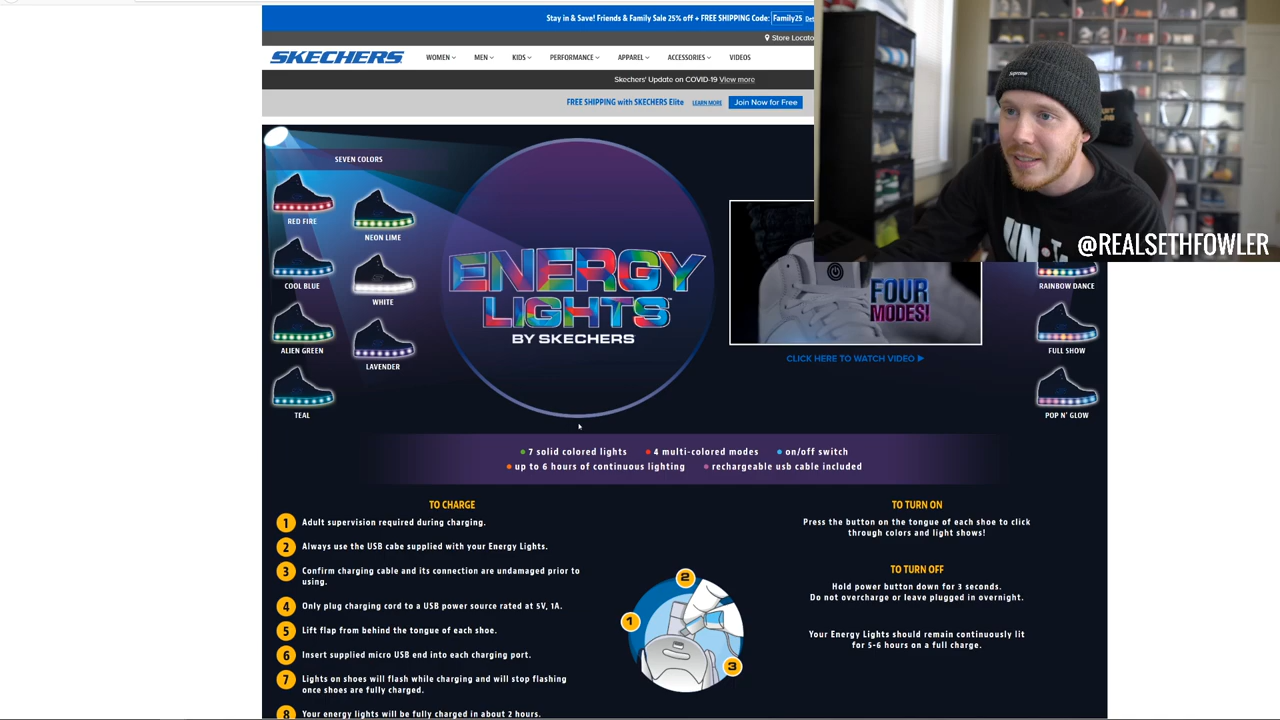 Stay in & Save! Friends & Family Sale 25% off + FREE SHIPPING Code: Family25
Store Locato
SKECHERS
WOMEN MEN KIDS PERFORMANCE APPAREL ACCESSORIES VIDEOS
Skechers' Update on COVID-19 View more
FREE SHIPPING with SKECHERS Elite LEARN MORE Join Now for Free
Supreme
@REALSETHFOWLER
SEVEN COLORS
RED FIRE
NEON LIME
COOL BLUE
WHITE
ALIEN GREEN
LAVENDER
TEAL
ENERGY
LIGHTS
BY SKECHERS
FOUR
MODES!
CLICK HERE TO WATCH VIDEO
RAINBOW DANCE
FULL SHOW
POP N' GLOW
7 solid colored lights 4 multi-colored modes on/off switch
up to 6 hours of continuous lighting rechargeable usb cable included
TO CHARGE
1 Adult supervision required during charging.
2 Always use the USB cabe supplied with your Energy Lights.
3 Confirm charging cable and its connection are undamaged prior to
using.
4 Only plug charging cord to a USB power source rated at 5V, 1A.
5 Lift flap from behind the tongue of each shoe.
6 Insert supplied micro USB end into each charging port.
7 Lights on shoes will flash while charging and will stop flashing
once shoes are fully charged.
8 Your energy lights will be fully charged in about 2 hours.
2
1
3
TO TURN ON
Press the button on the tongue of each shoe to click
through colors and light shows!
TO TURN OFF
Hold power button down for 3 seconds.
Do not overcharge or leave plugged in overnight.
Your Energy Lights should remain continuously lit
for 5-6 hours on a full charge.